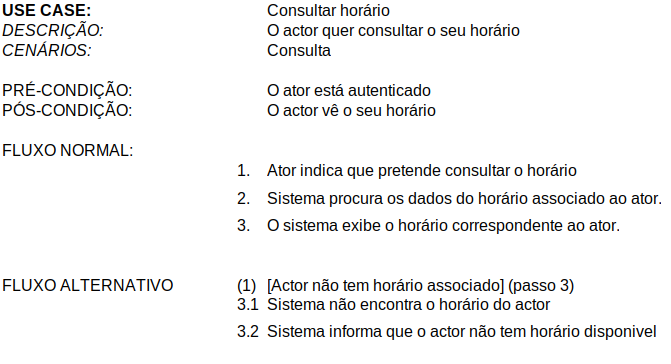 USE CASE: Consultar horário
DESCRIÇÃO: O actor quer consultar o seu horário
CENÁRIOS: Consulta
PRÉ-CONDIÇÃO: O ator está autenticado
PÓS-CONDIÇÃO: O actor vê o seu horário
FLUXO NORMAL:
1. Ator indica que pretende consultar o horário
2. Sistema procura os dados do horário associado ao ator.
3. O sistema exibe o horário correspondente ao ator.
FLUXO ALTERNATIVO (1) [Actor não tem horário associado] (passo 3)
3.1 Sistema não encontra o horário do actor
3.2 Sistema informa que o actor não tem horário disponivel